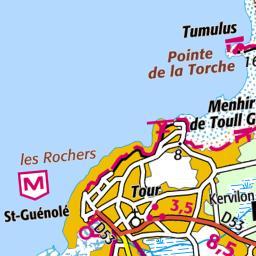 Tumulus
Pointe
de la Torche
16
Menhir
de Toull G
8
les Rochers
M
Tour
Kervilon
3,5
St-Guénolé
D53
D53
8,5